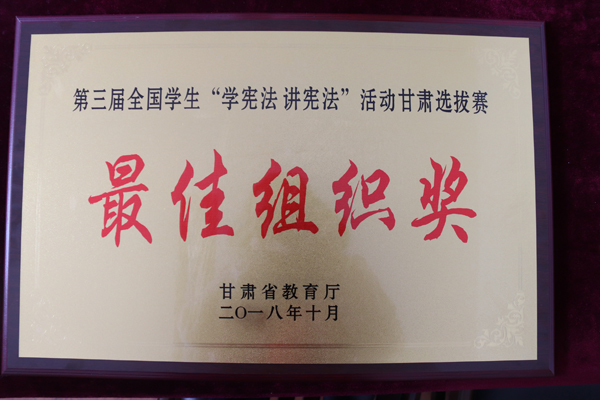 第三届全国学生“学宪法 讲宪法”活动甘肃选拔赛
最佳组织奖
甘肃省教育厅
二〇一八年十月